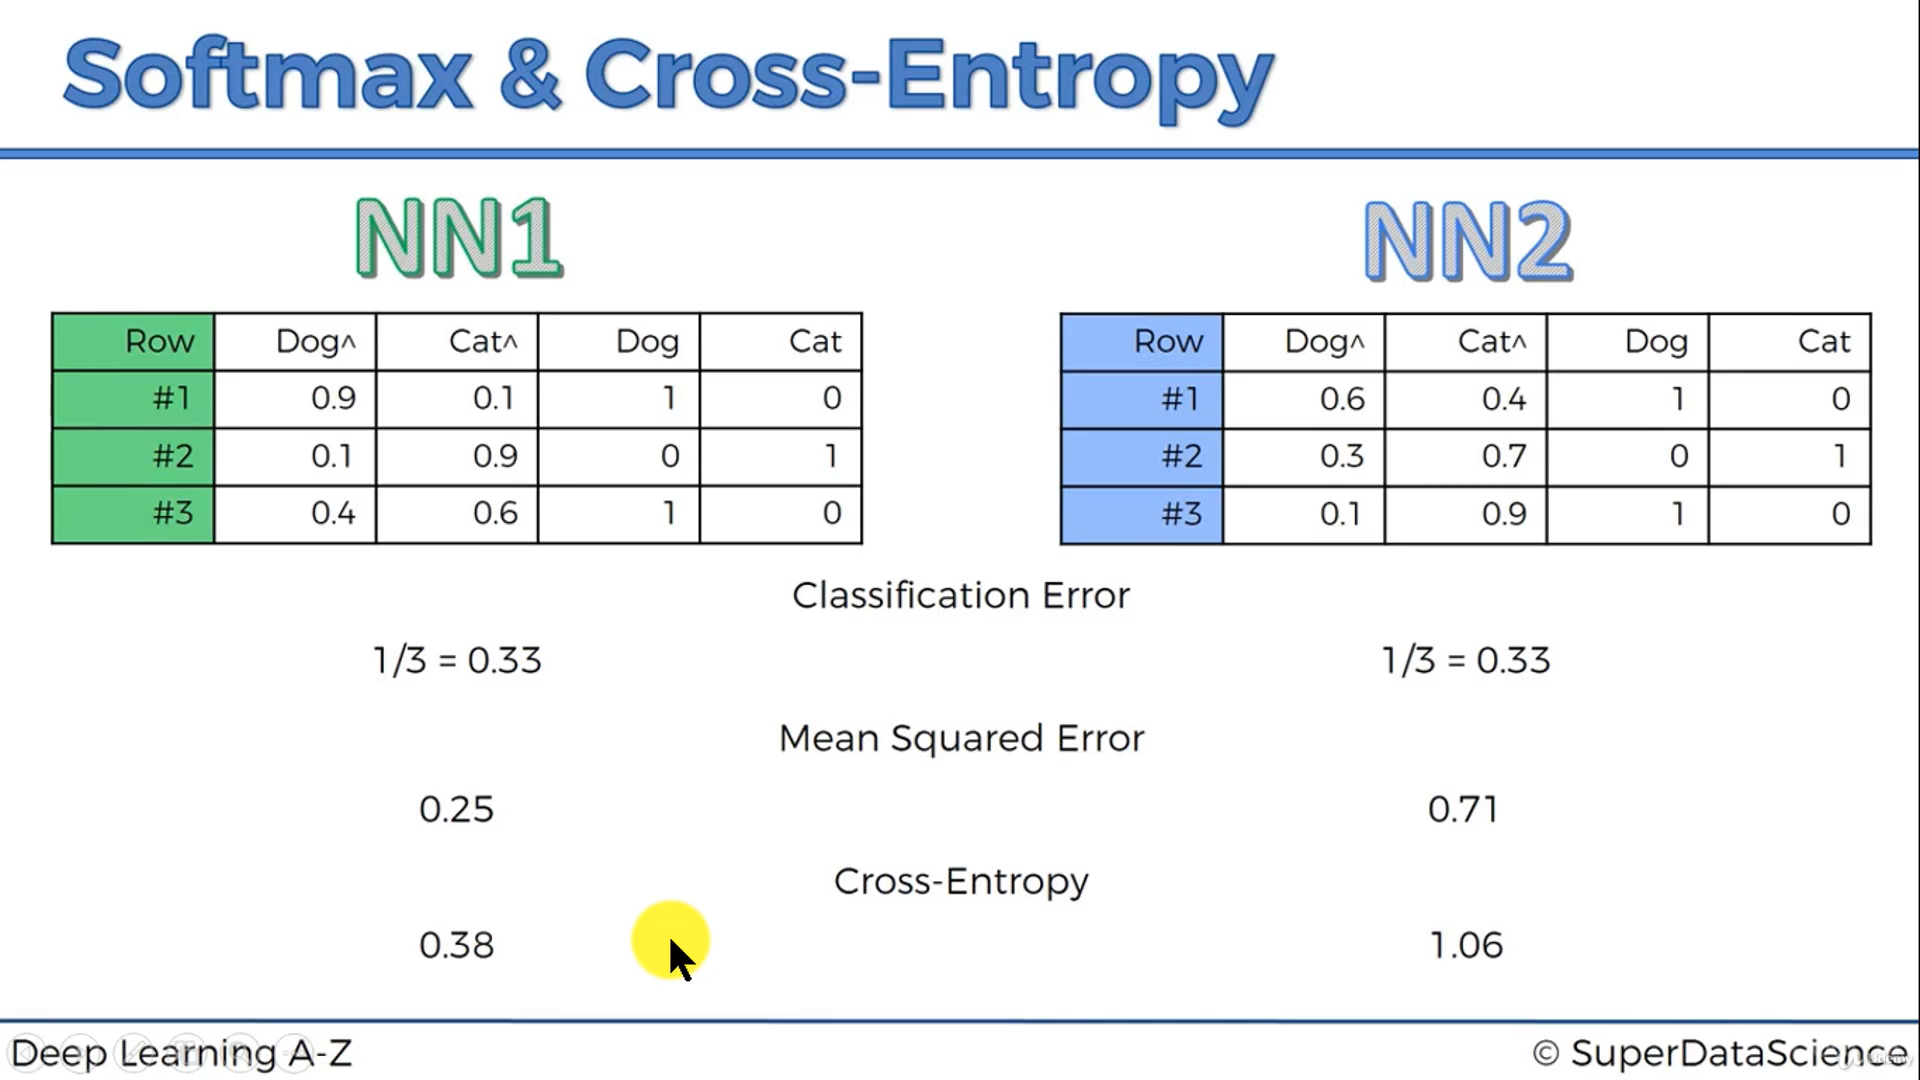 Softmax & Cross-Entropy
NN1
NN2
Row Dog^ Cat^ Dog Cat
#1 0.9 0.1 1 0
#2 0.1 0.9 0 1
#3 0.4 0.6 1 0
Row Dog^ Cat^ Dog Cat
#1 0.6 0.4 1 0
#2 0.3 0.7 0 1
#3 0.1 0.9 1 0
Classification Error
1/3 = 0.33
1/3 = 0.33
Mean Squared Error
0.25
0.71
Cross-Entropy
0.38
1.06
Deep Learning A-Z
© SuperDataScience